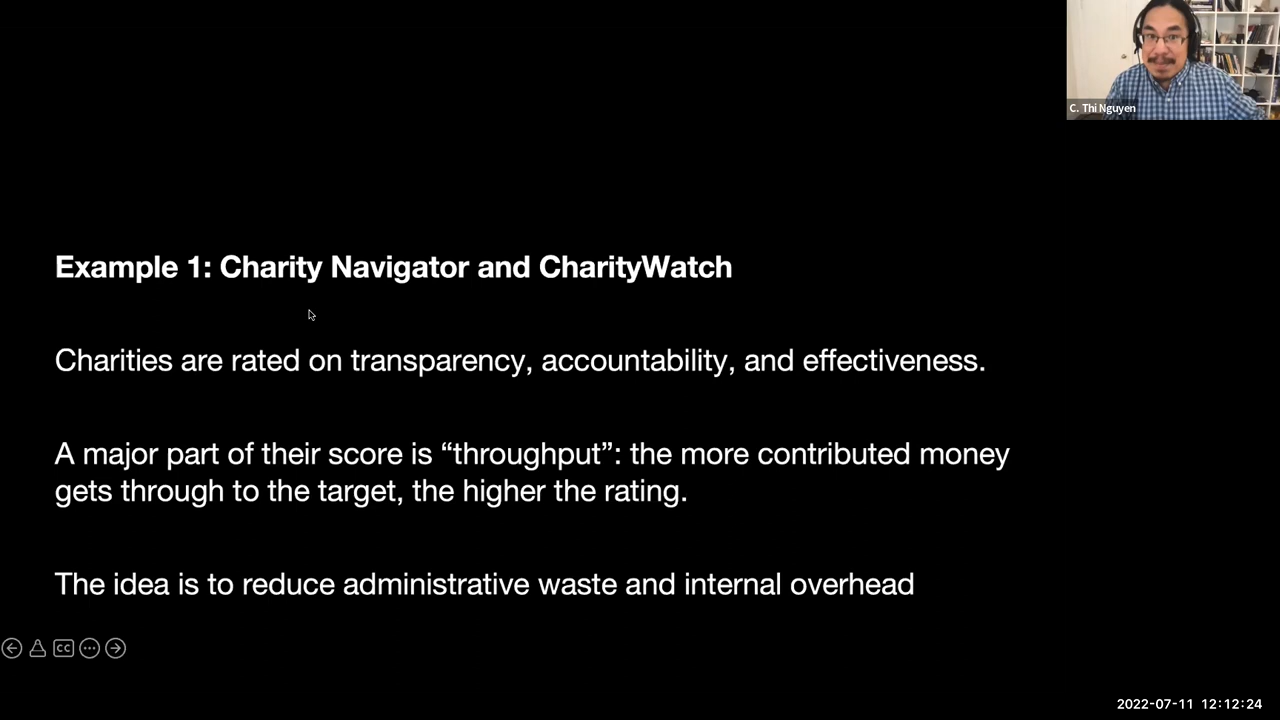 C. Thi Nguyen
Example 1: Charity Navigator and CharityWatch
Charities are rated on transparency, accountability, and effectiveness.
A major part of their score is “throughput”: the more contributed money
gets through to the target, the higher the rating.
The idea is to reduce administrative waste and internal overhead
CC
2022-07-11 12:12:24